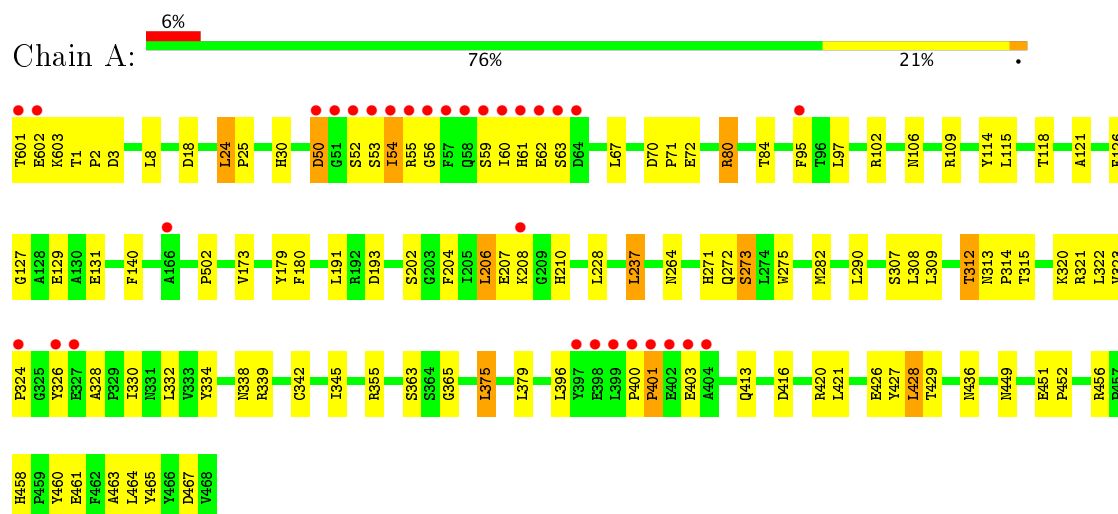 6%
Chain A:
76% 21% •
T601 E602 K603 T1 P2 D3 L8 D18 L24 P25 H30 D50 G51 S52 S53 I54 R55 G56 F57 Q58 S59 I60 H61 E62 S63 D64 L67 D70 P71 E72 R80 T84 F95 T96 L97 R102 N106 R109 Y114 L115 T118 A121 E126
G127 A128 E129 A130 E131 F140 A166 P502 V173 Y179 F180 L191 R192 D193 S202 G203 F204 I205 L206 E207 K208 G209 H210 L228 L237 N264 H271 Q272 S273 L274 W275 M282 L290 S307 L308 L309 T312 N313 P314 T315 K320 R321 L322
P324 G325 Y326 E327 A328 P329 I330 N331 L332 V333 Y334 N338 R339 C342 I345 R355 S363 S364 G365 L375 L379 L396 Y397 E398 L399 P400 P401 E402 E403 A404 Q413 D416 R420 L421 E426 Y427 L428 T429 N436 N449 E451 P452 R456
H458 P459 Y460 E461 F462 A463 L464 Y465 Y466 D467 V468